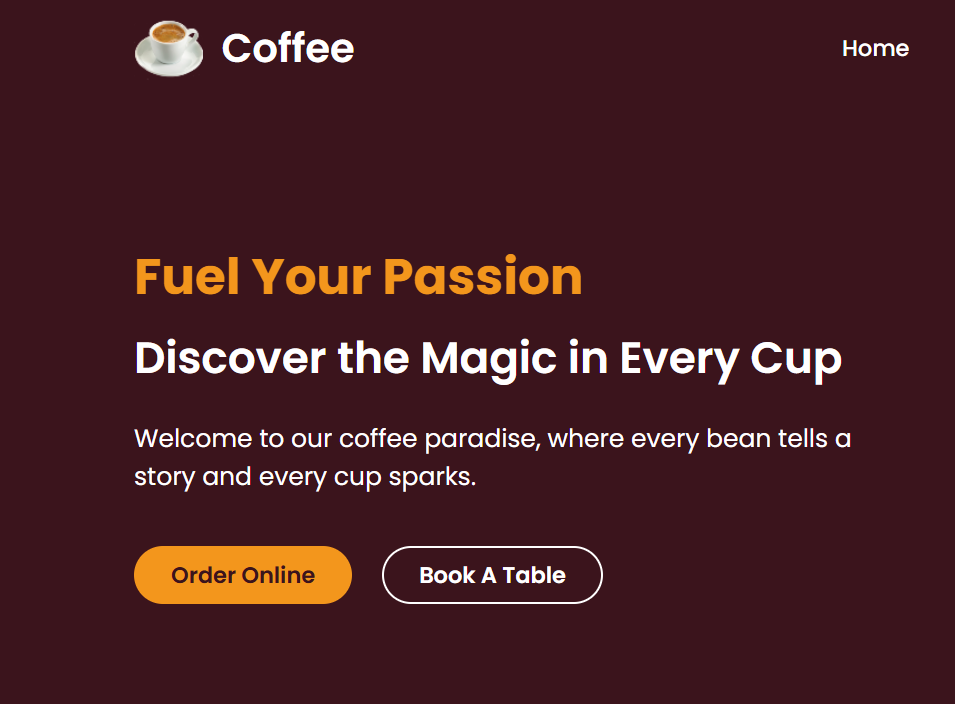 Coffee
Home
Fuel Your Passion
Discover the Magic in Every Cup
Welcome to our coffee paradise, where every bean tells a
story and every cup sparks.
Order Online
Book A Table